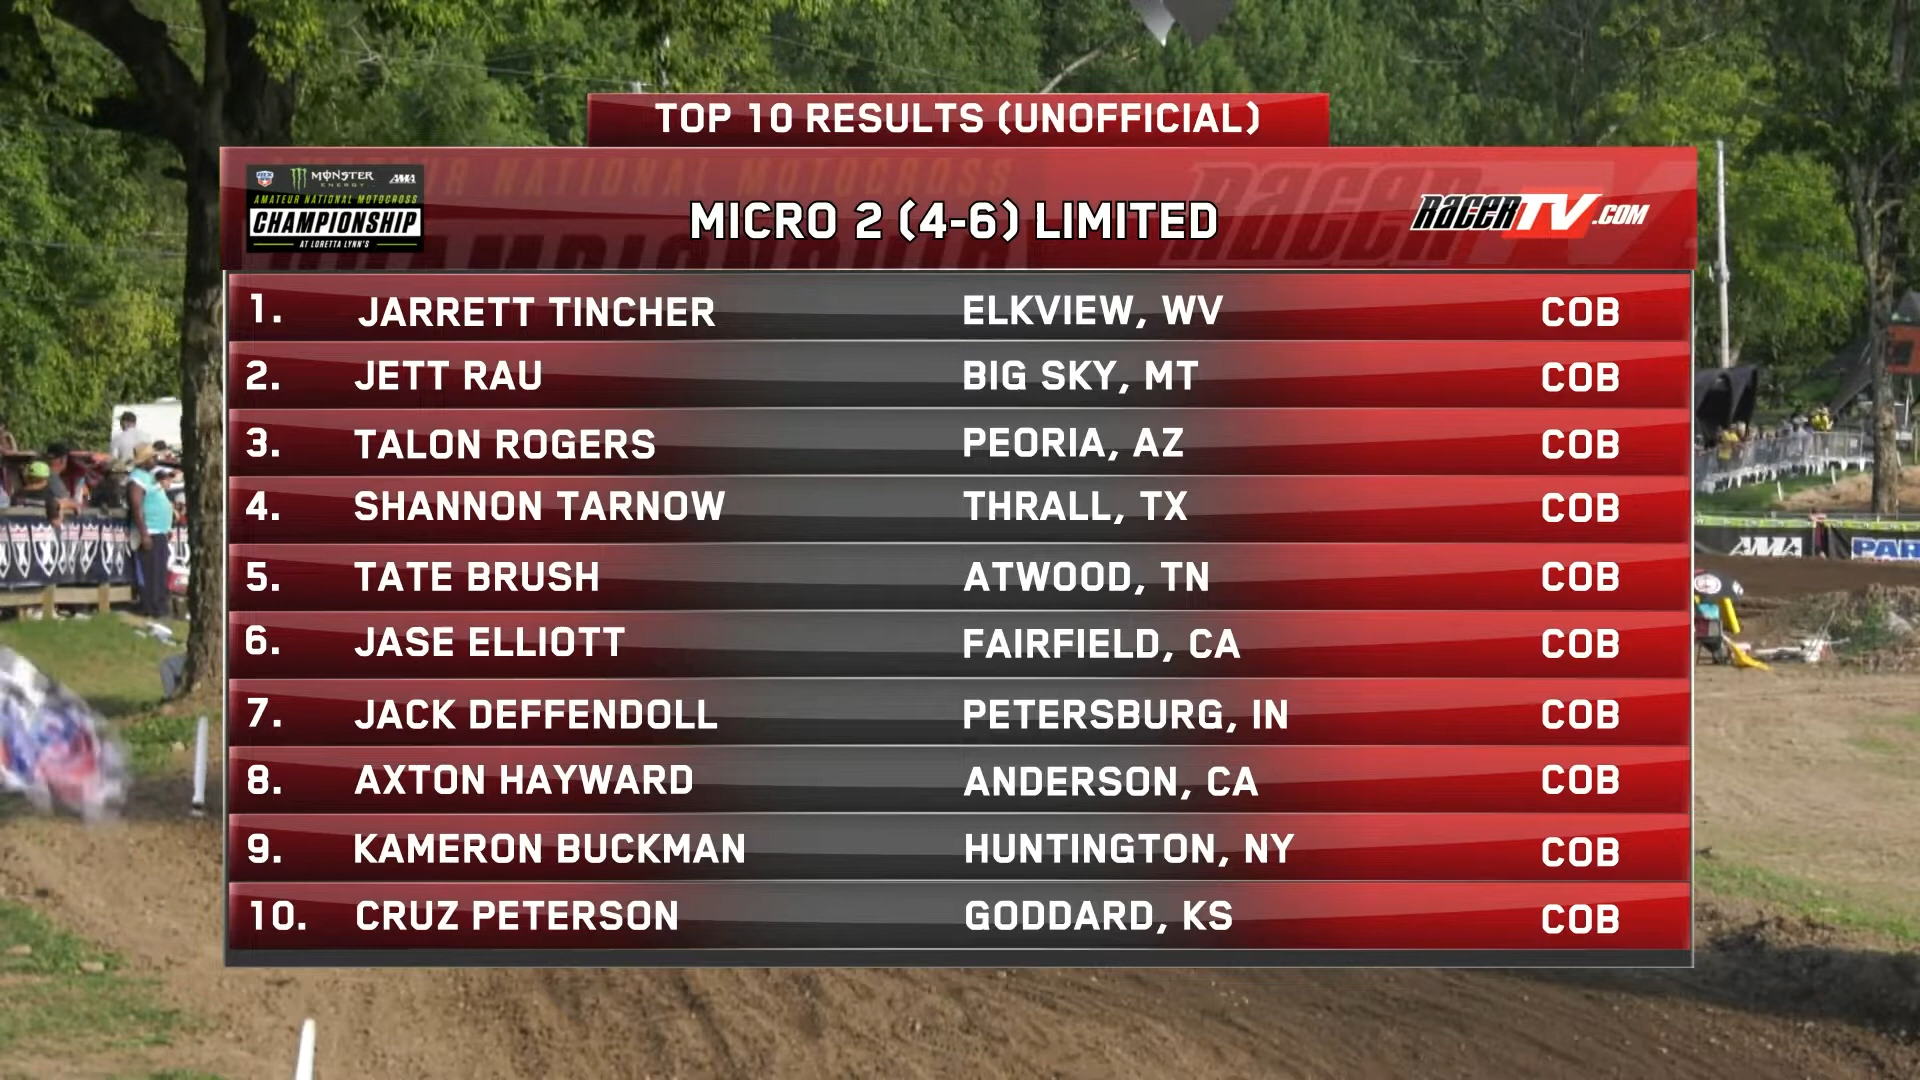 TOP 10 RESULTS (UNOFFICIAL)
MONSTER ENERGY AMA
AMATEUR NATIONAL MOTOCROSS
CHAMPIONSHIP
AT LORETTA LYNN'S
MICRO 2 (4-6) LIMITED
RACERTV.COM
1. JARRETT TINCHER ELKVIEW, WV COB
2. JETT RAU BIG SKY, MT COB
3. TALON ROGERS PEORIA, AZ COB
4. SHANNON TARNOW THRALL, TX COB
5. TATE BRUSH ATWOOD, TN COB
6. JASE ELLIOTT FAIRFIELD, CA COB
7. JACK DEFFENDOLL PETERSBURG, IN COB
8. AXTON HAYWARD ANDERSON, CA COB
9. KAMERON BUCKMAN HUNTINGTON, NY COB
10. CRUZ PETERSON GODDARD, KS COB
AMA